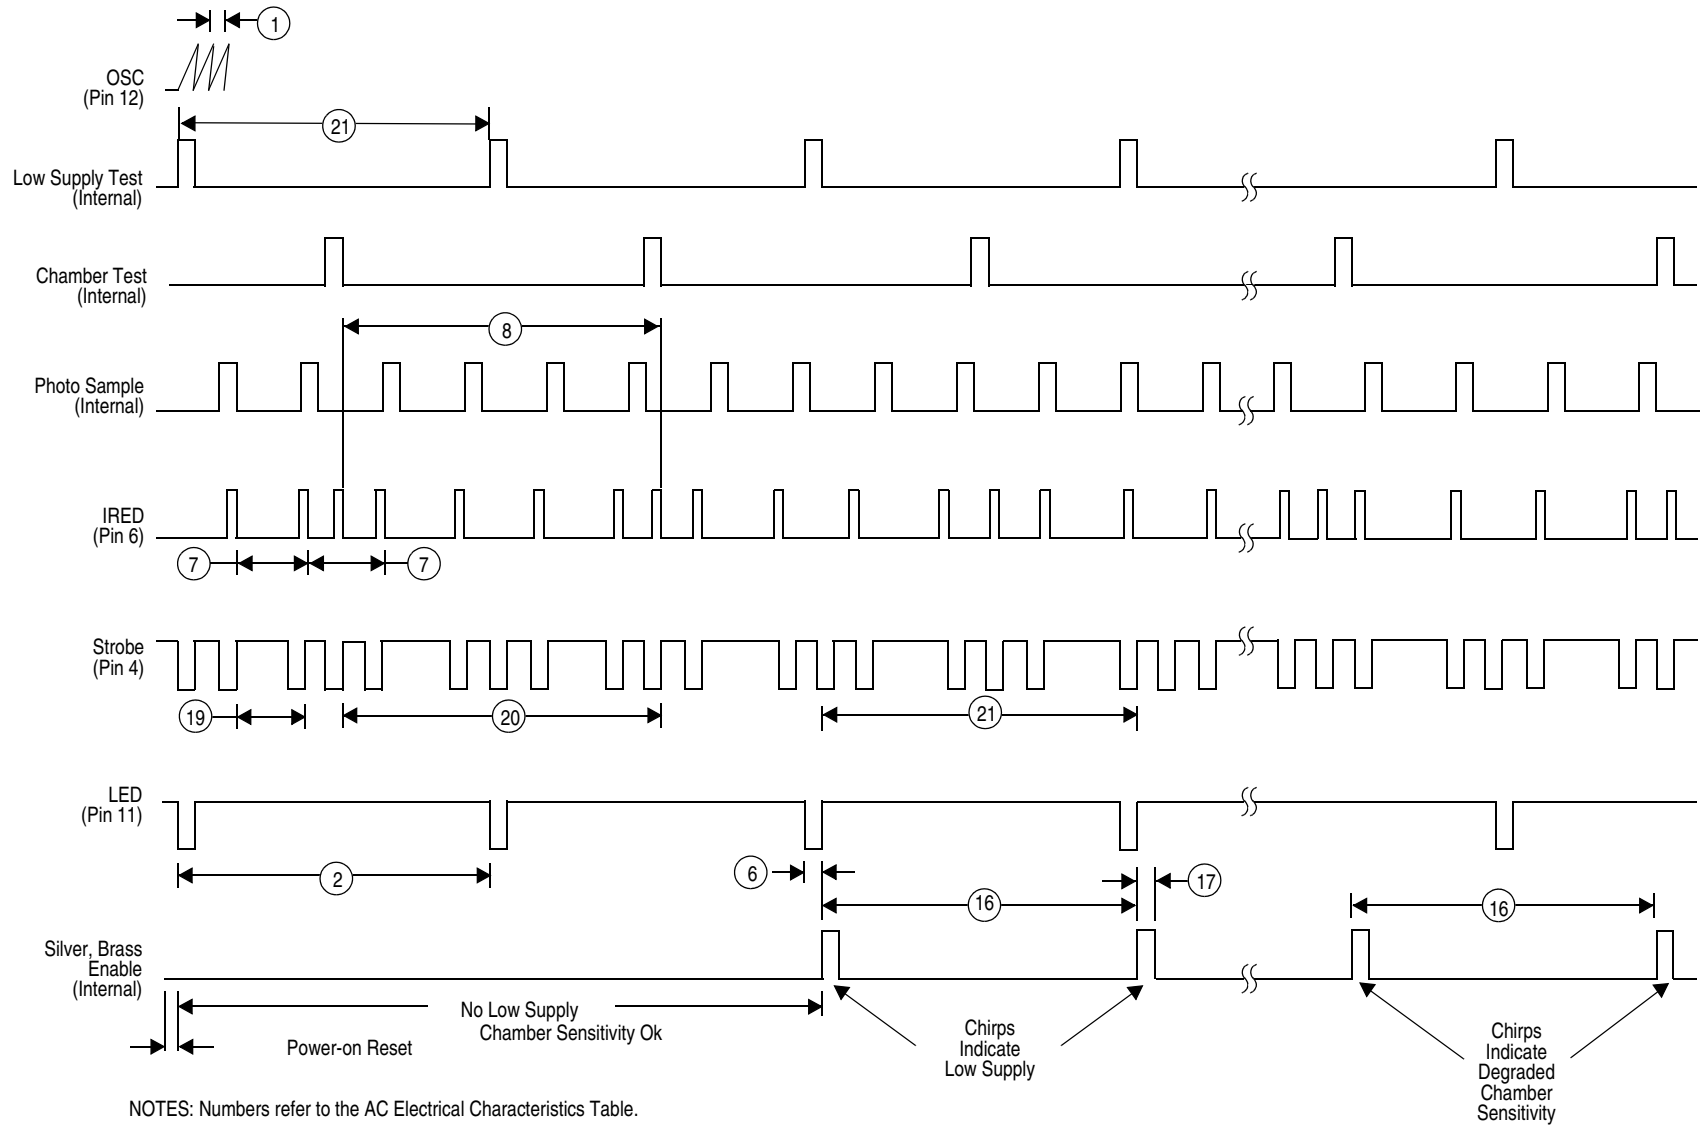 1
OSC
(Pin 12)
21
Low Supply Test
(Internal)
Chamber Test
(Internal)
8
Photo Sample
(Internal)
IRED
(Pin 6)
7
7
Strobe
(Pin 4)
19
20
21
LED
(Pin 11)
2
6
17
16
16
Silver, Brass
Enable
(Internal)
No Low Supply
Chamber Sensitivity Ok
Power-on Reset
Chirps
Indicate
Low Supply
Chirps
Indicate
Degraded
Chamber
Sensitivity
NOTES: Numbers refer to the AC Electrical Characteristics Table.